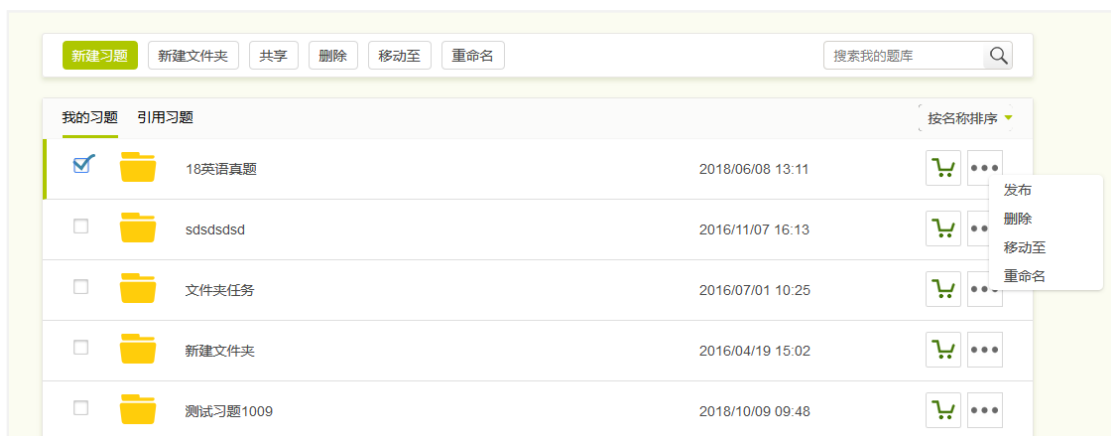 新建习题 新建文件夹 共享 删除 移动至 重命名 搜索我的题库
我的习题 引用习题 按名称排序
18英语真题 2018/06/08 13:11
发布
sdsdsdsd 2016/11/07 16:13
删除
移动至
重命名
文件夹任务 2016/07/01 10:25
新建文件夹 2016/04/19 15:02
测试习题1009 2018/10/09 09:48